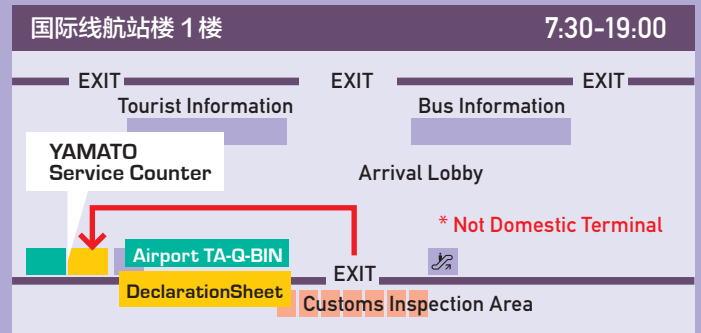 国际线航站楼 1楼
7:30-19:00
EXIT
EXIT
EXIT
Tourist Information
Bus Information
YAMATO
Service Counter
Arrival Lobby
* Not Domestic Terminal
Airport TA-Q-BIN
EXIT
DeclarationSheet
Customs Inspection Area